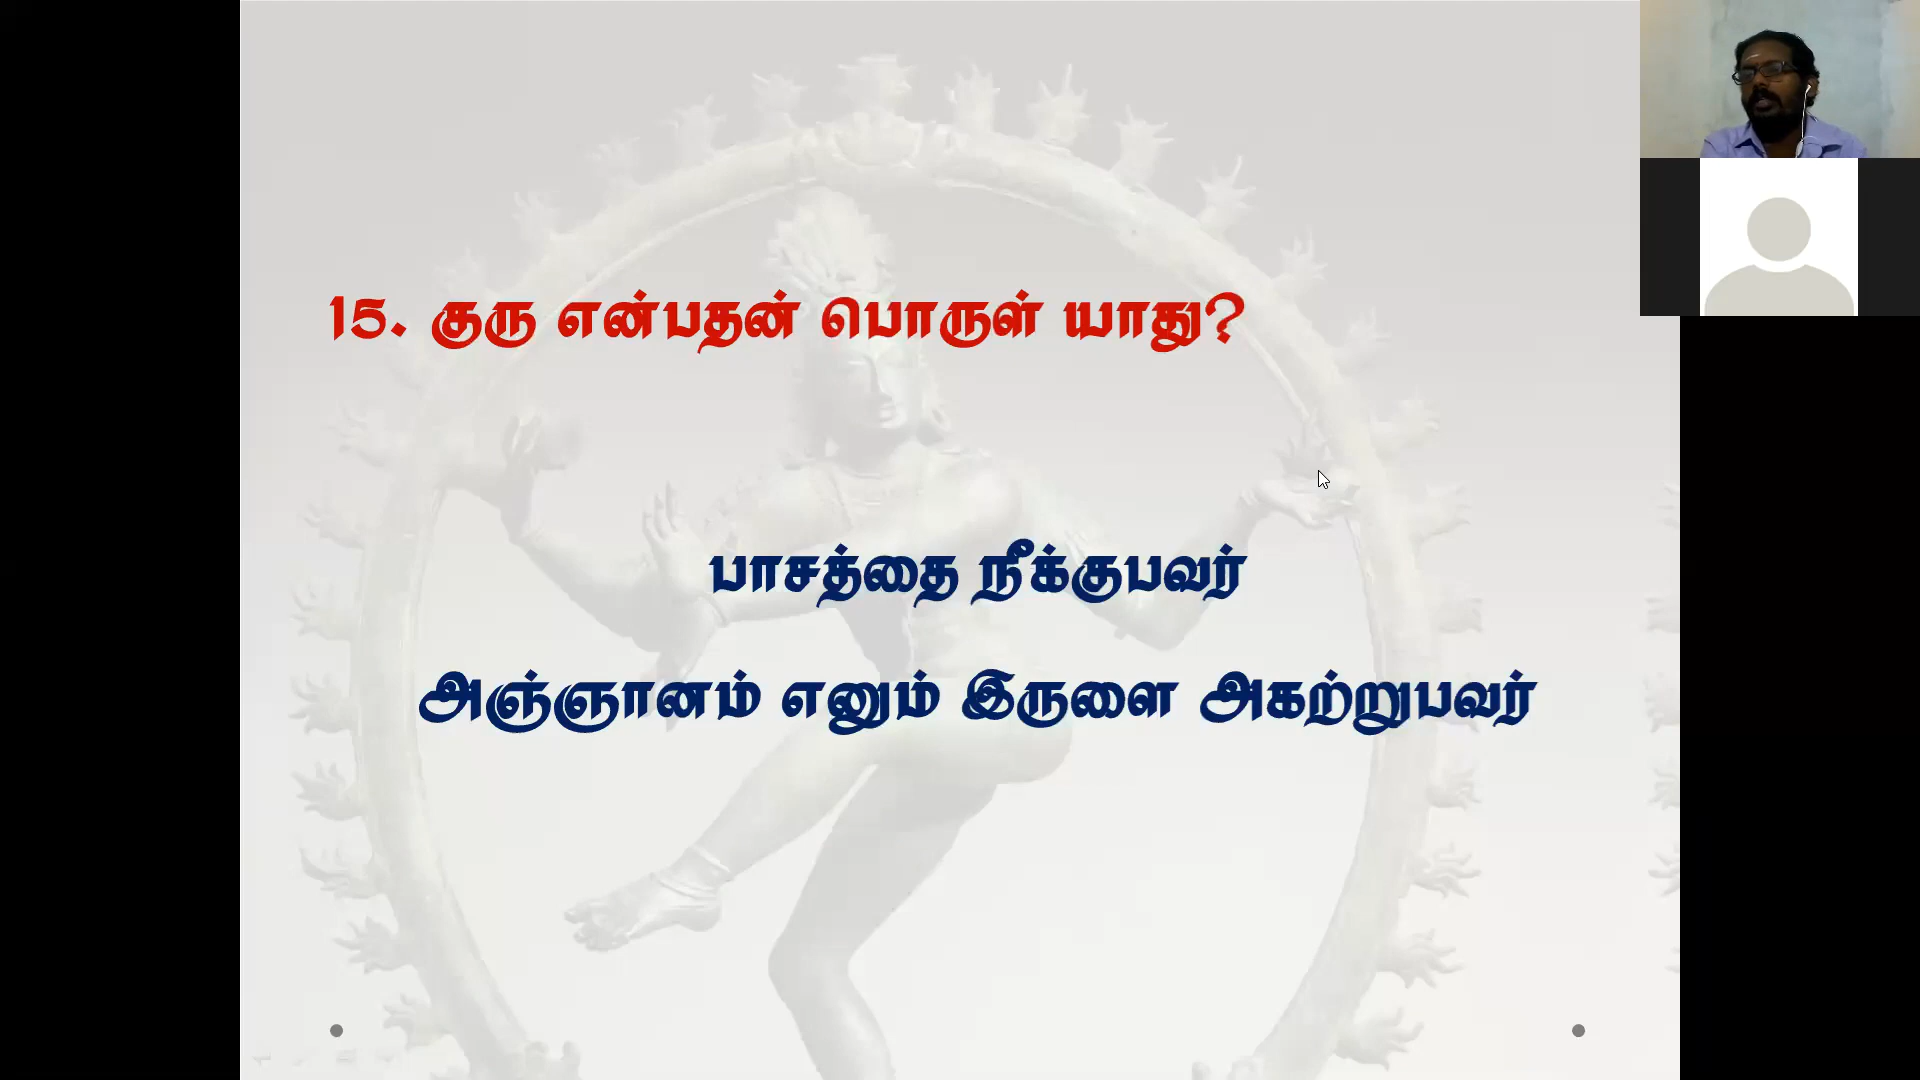 15. குரு என்பதன் பொருள் யாது?
பாசத்தை நீக்குபவர்
அஞ்ஞானம் எனும் இருளை அகற்றுபவர்